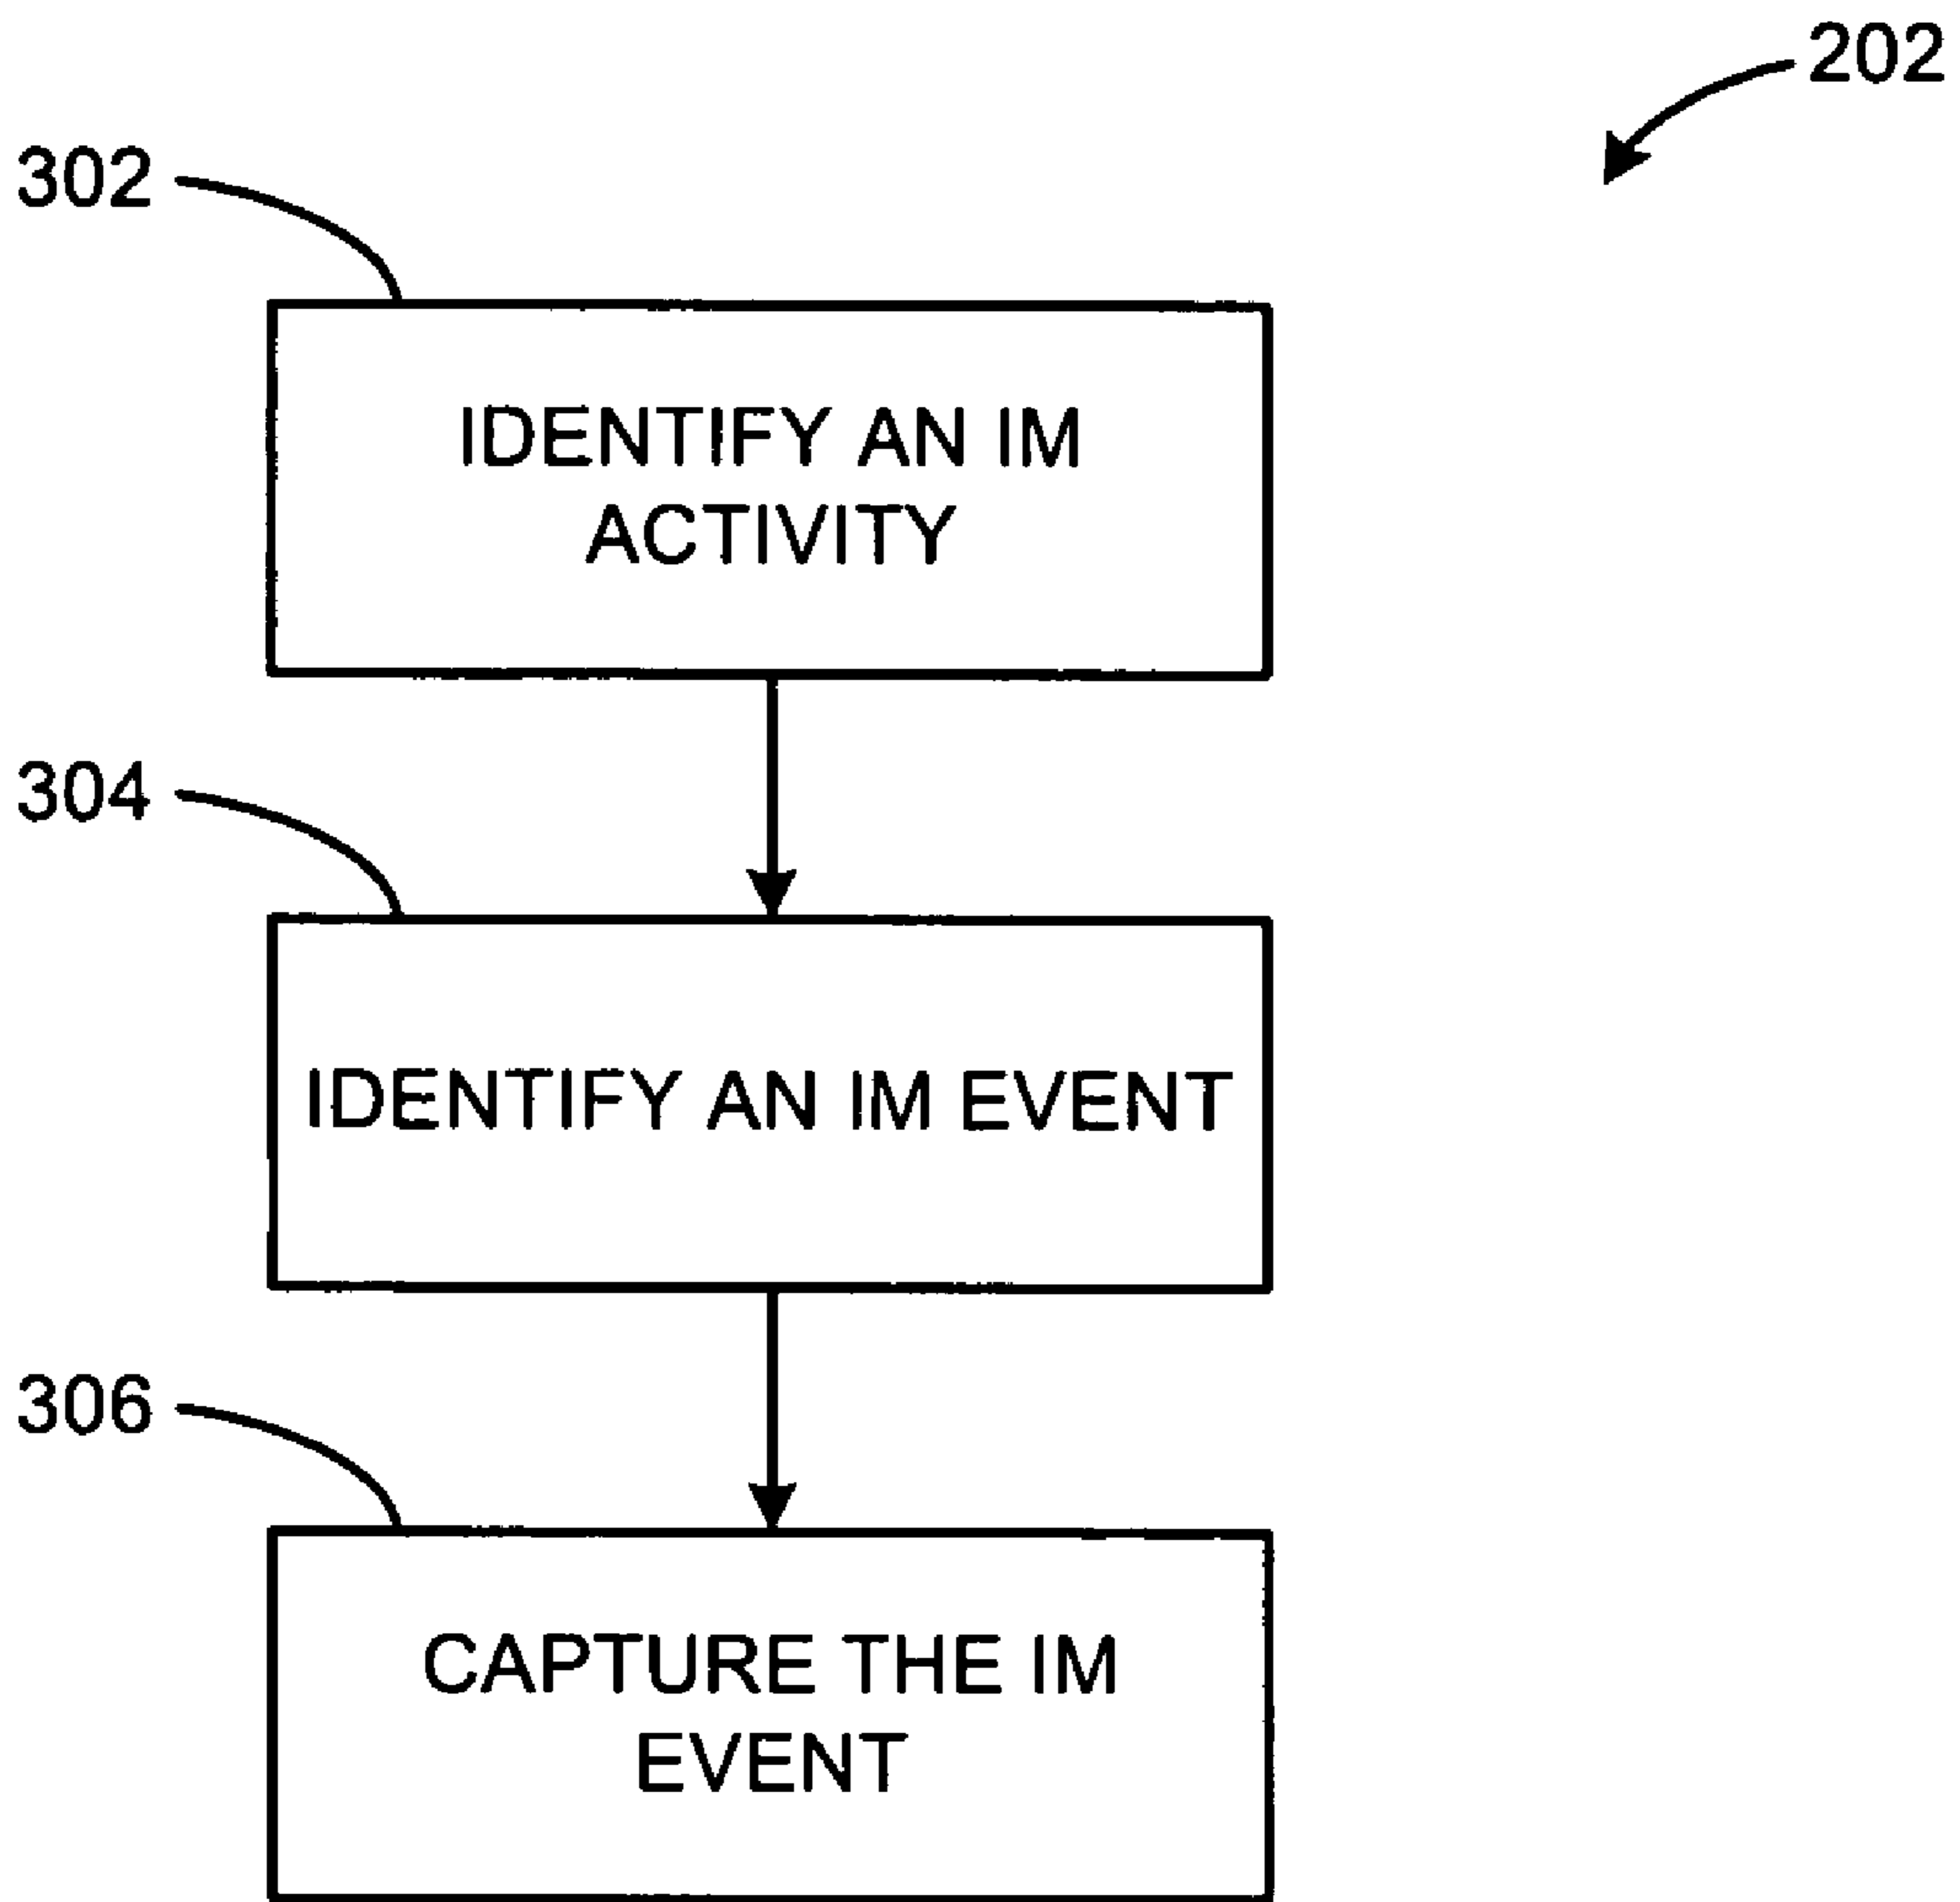 202
302
IDENTIFY AN IM
ACTIVITY
304
IDENTIFY AN IM EVENT
306
CAPTURE THE IM
EVENT